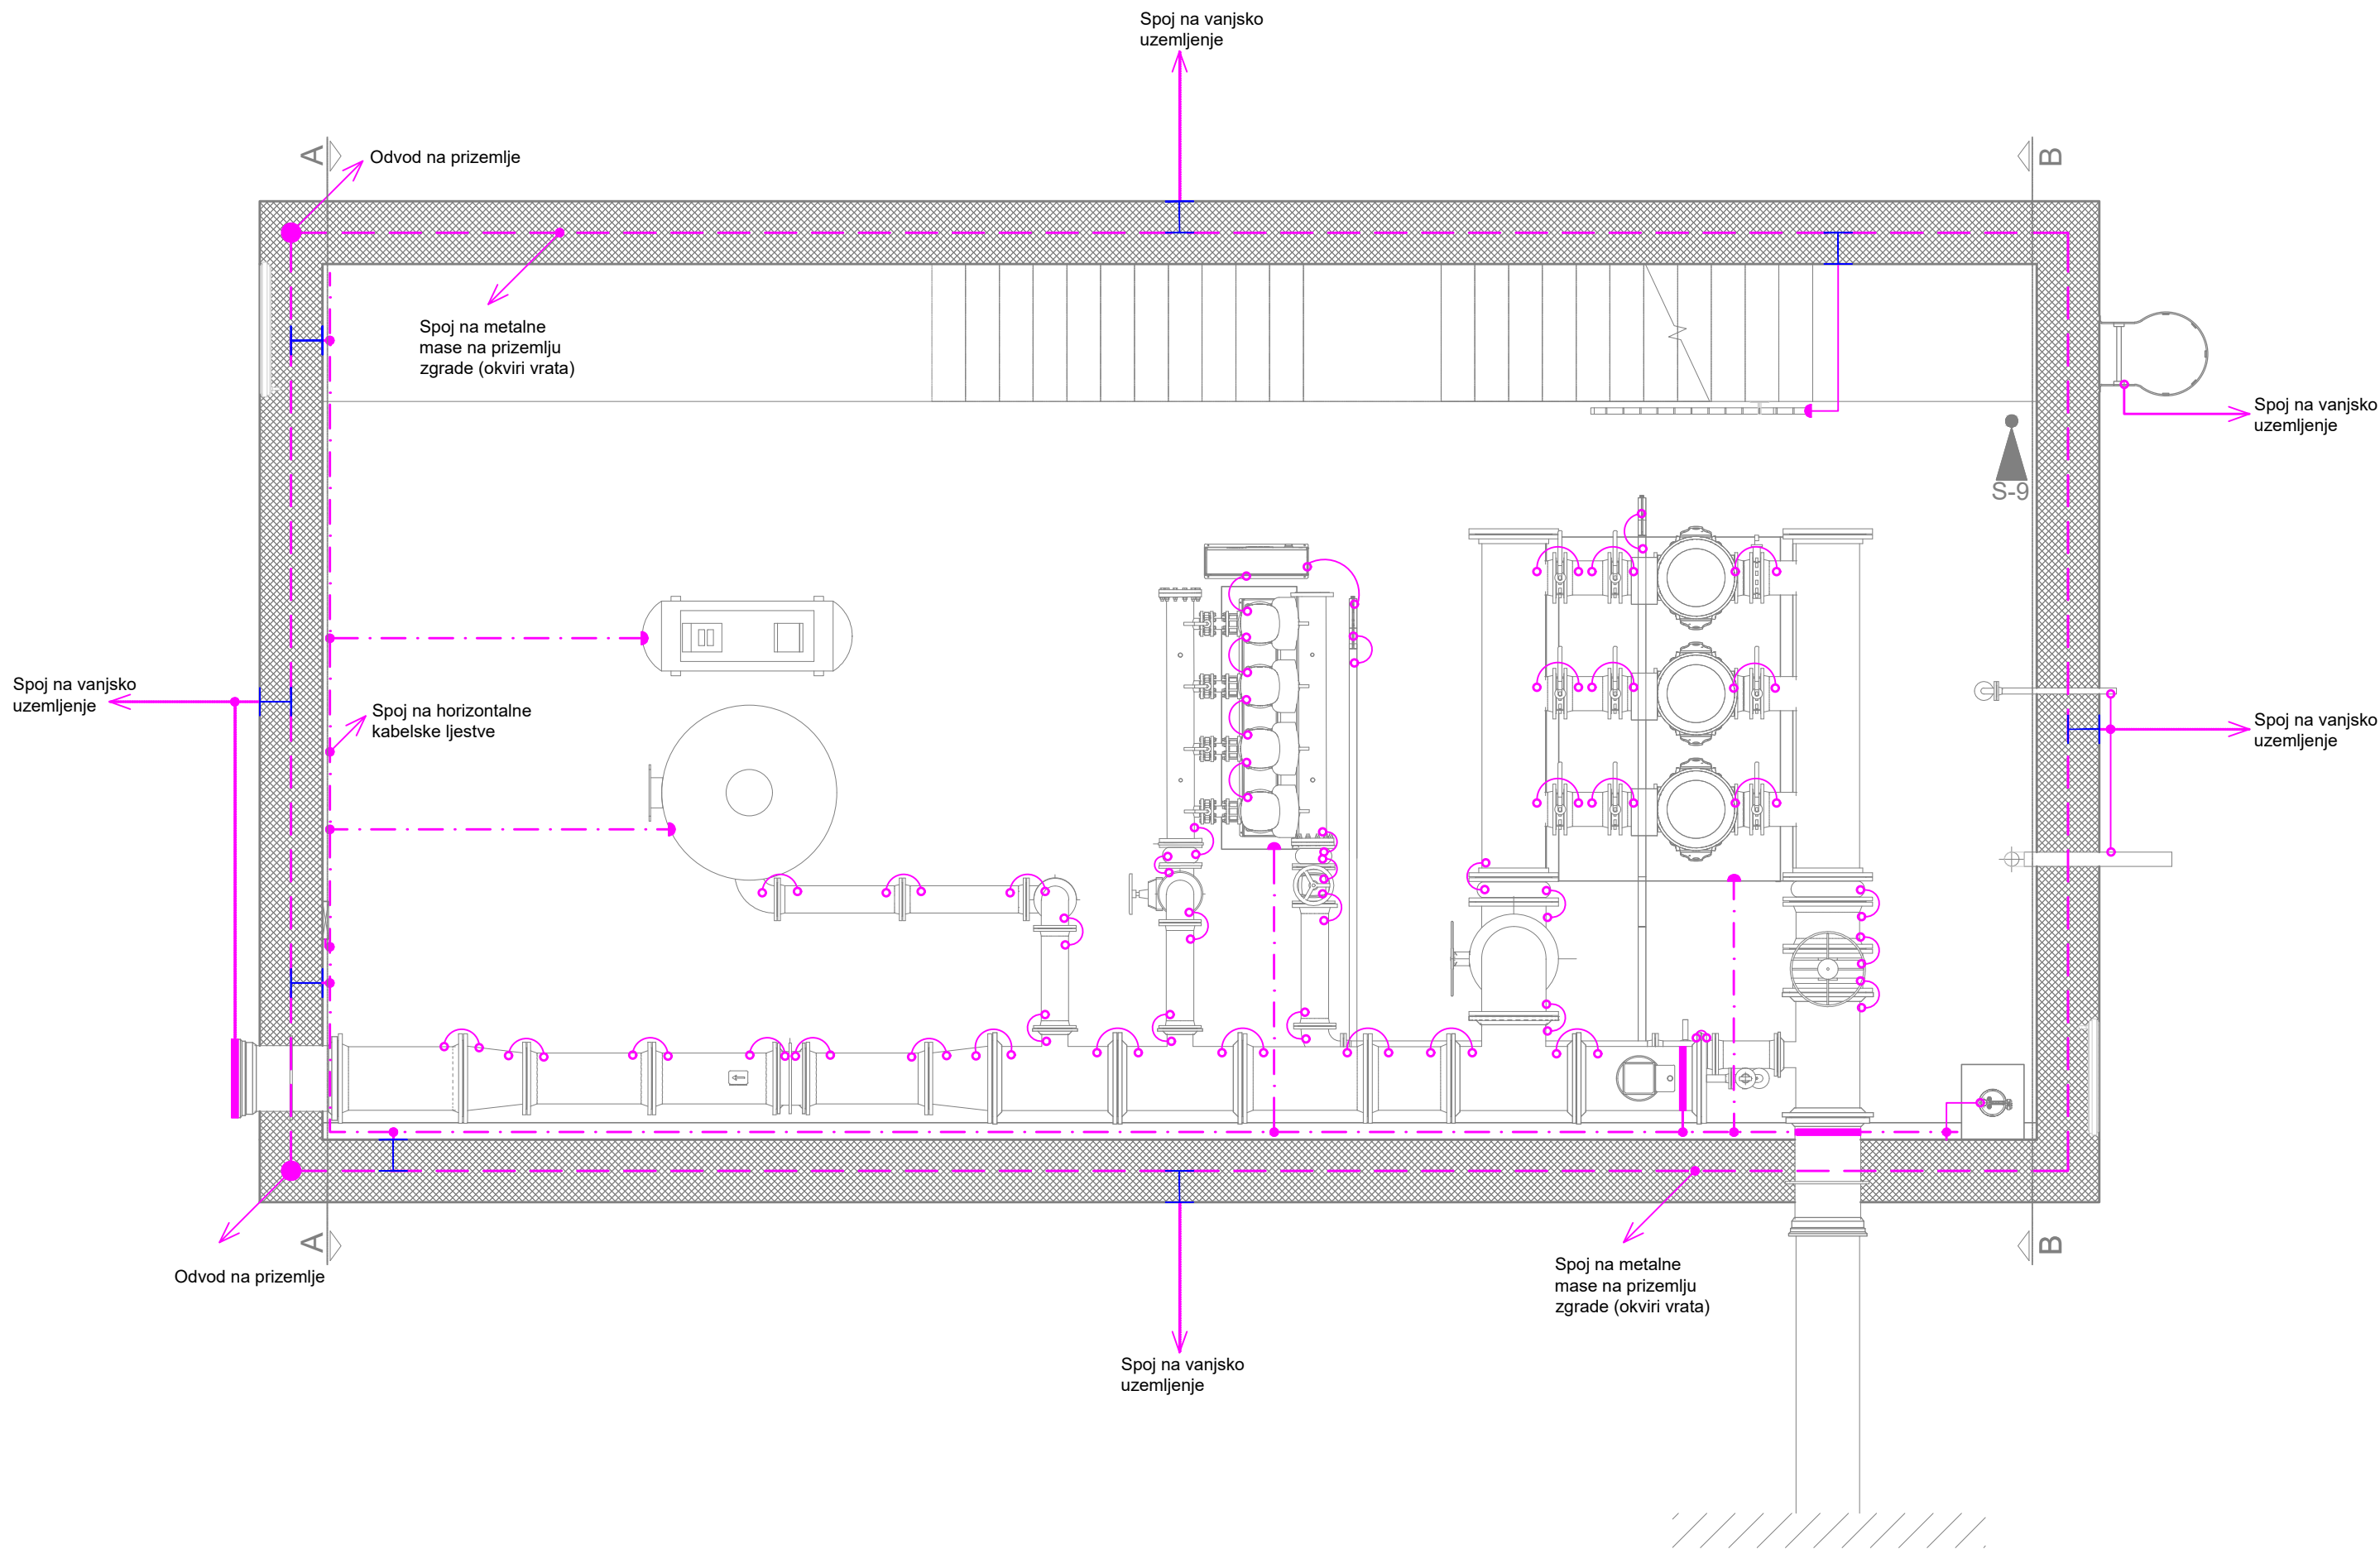 Spoj na vanjsko
uzemljenje
A
Odvod na prizemlje
B
Spoj na metalne
mase na prizemlju
zgrade (okviri vrata)
Spoj na vanjsko
uzemljenje
S-9
Spoj na vanjsko
uzemljenje
Spoj na horizontalne
kabelske ljestve
Spoj na vanjsko
uzemljenje
A
B
Odvod na prizemlje
Spoj na metalne
mase na prizemlju
zgrade (okviri vrata)
Spoj na vanjsko
uzemljenje